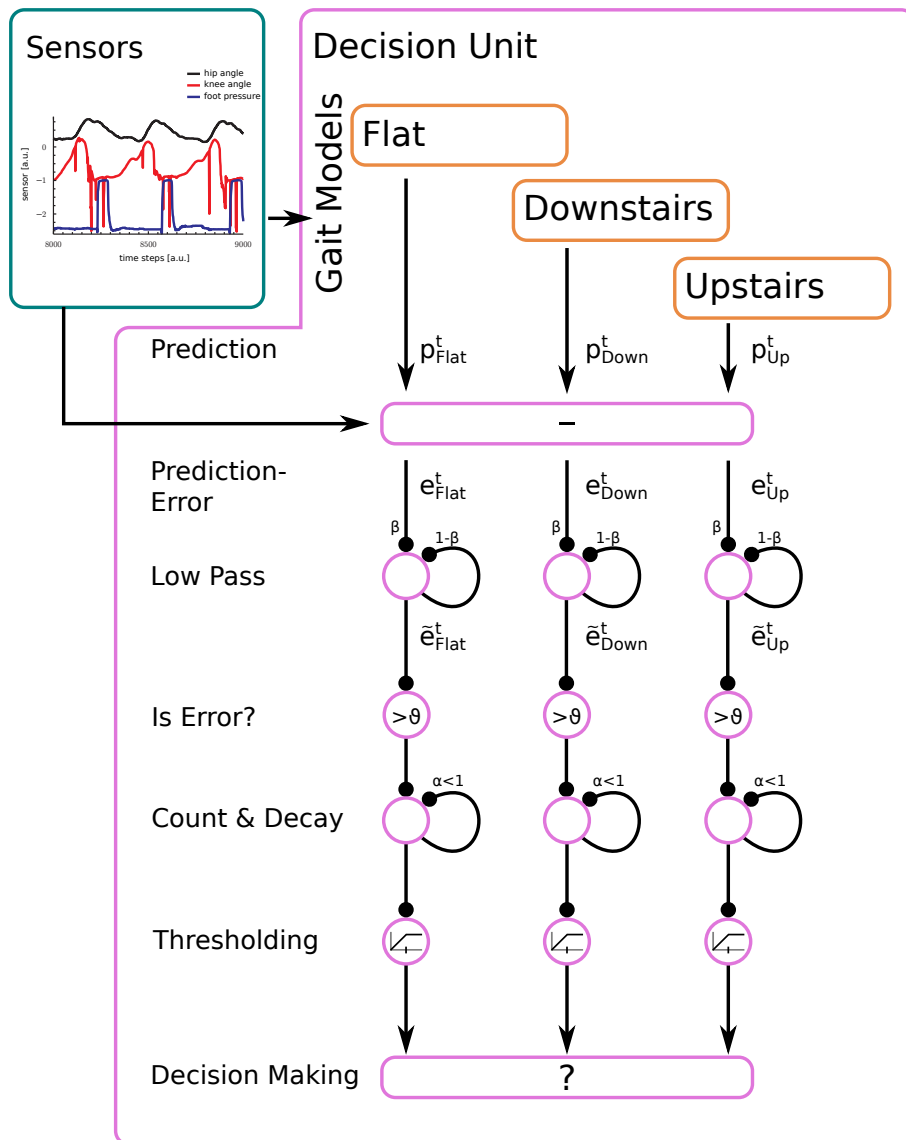 Sensors
hip angle
knee angle
foot pressure
sensor [a.u.]
0
−1
−2
8000 8500 9000
time steps [a.u.]
Decision Unit
Gait Models
Flat
Downstairs
Upstairs
Prediction
p^t_Flat p^t_Down p^t_Up
–
Prediction-
Error
e^t_Flat e^t_Down e^t_Up
β 1-β β 1-β β 1-β
Low Pass
ẽ^t_Flat ẽ^t_Down ẽ^t_Up
Is Error? >ϑ >ϑ >ϑ
α<1 α<1 α<1
Count & Decay
Thresholding
Decision Making ?